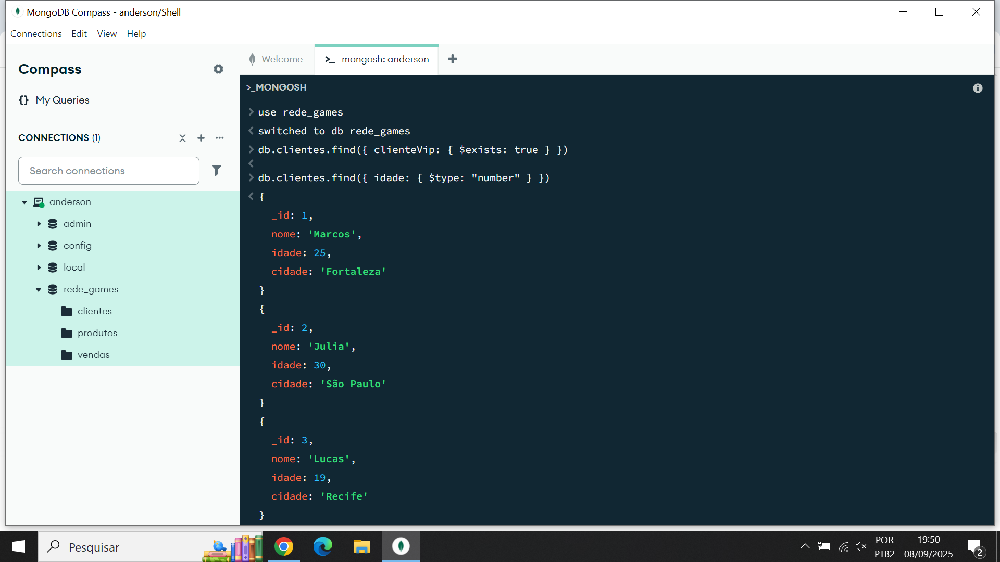 MongoDB Compass - anderson/Shell
Connections Edit View Help
Compass
{} My Queries
CONNECTIONS (1)
Search connections
anderson
admin
config
local
rede_games
clientes
produtos
vendas
Welcome
>_ mongosh: anderson
>_MONGOSH
> use rede_games
< switched to db rede_games
> db.clientes.find({ clienteVip: { $exists: true } })
<
> db.clientes.find({ idade: { $type: "number" } })
< {
_id: 1,
nome: 'Marcos',
idade: 25,
cidade: 'Fortaleza'
}
{
_id: 2,
nome: 'Julia',
idade: 30,
cidade: 'São Paulo'
}
{
_id: 3,
nome: 'Lucas',
idade: 19,
cidade: 'Recife'
}
Pesquisar
POR
PTB2
19:50
08/09/2025
2